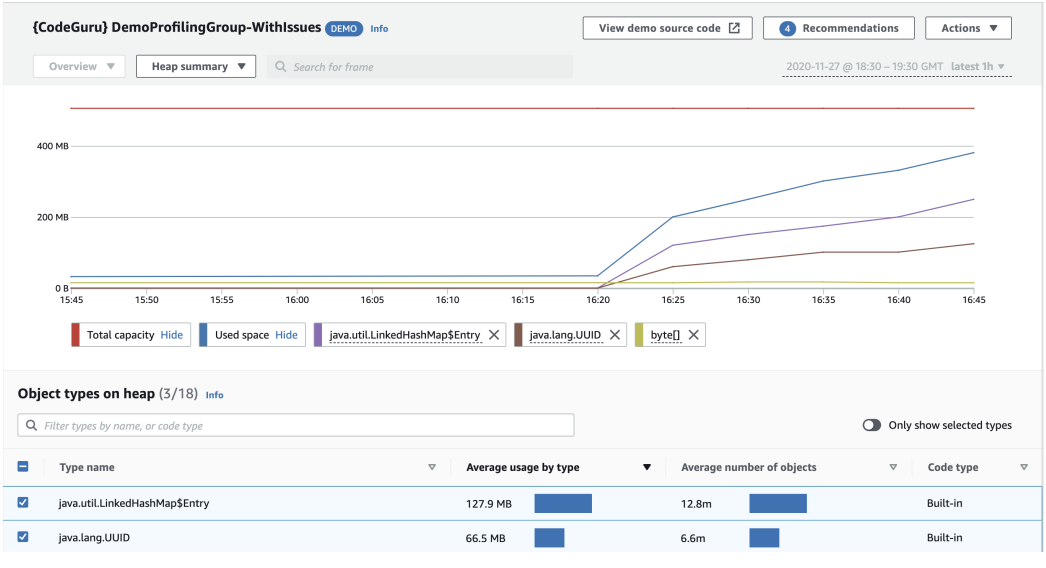 {CodeGuru} DemoProfilingGroup-WithIssues DEMO Info
View demo source code
4 Recommendations
Actions
Overview
Heap summary
Search for frame
2020-11-27 @ 18:30 – 19:30 GMT latest 1h
400 MB
200 MB
0 B
15:45 15:50 15:55 16:00 16:05 16:10 16:15 16:20 16:25 16:30 16:35 16:40 16:45
Total capacity Hide
Used space Hide
java.util.LinkedHashMap$Entry
java.lang.UUID
byte[]
Object types on heap (3/18) Info
Filter types by name, or code type
Only show selected types
Type name Average usage by type Average number of objects Code type
java.util.LinkedHashMap$Entry 127.9 MB 12.8m Built-in
java.lang.UUID 66.5 MB 6.6m Built-in